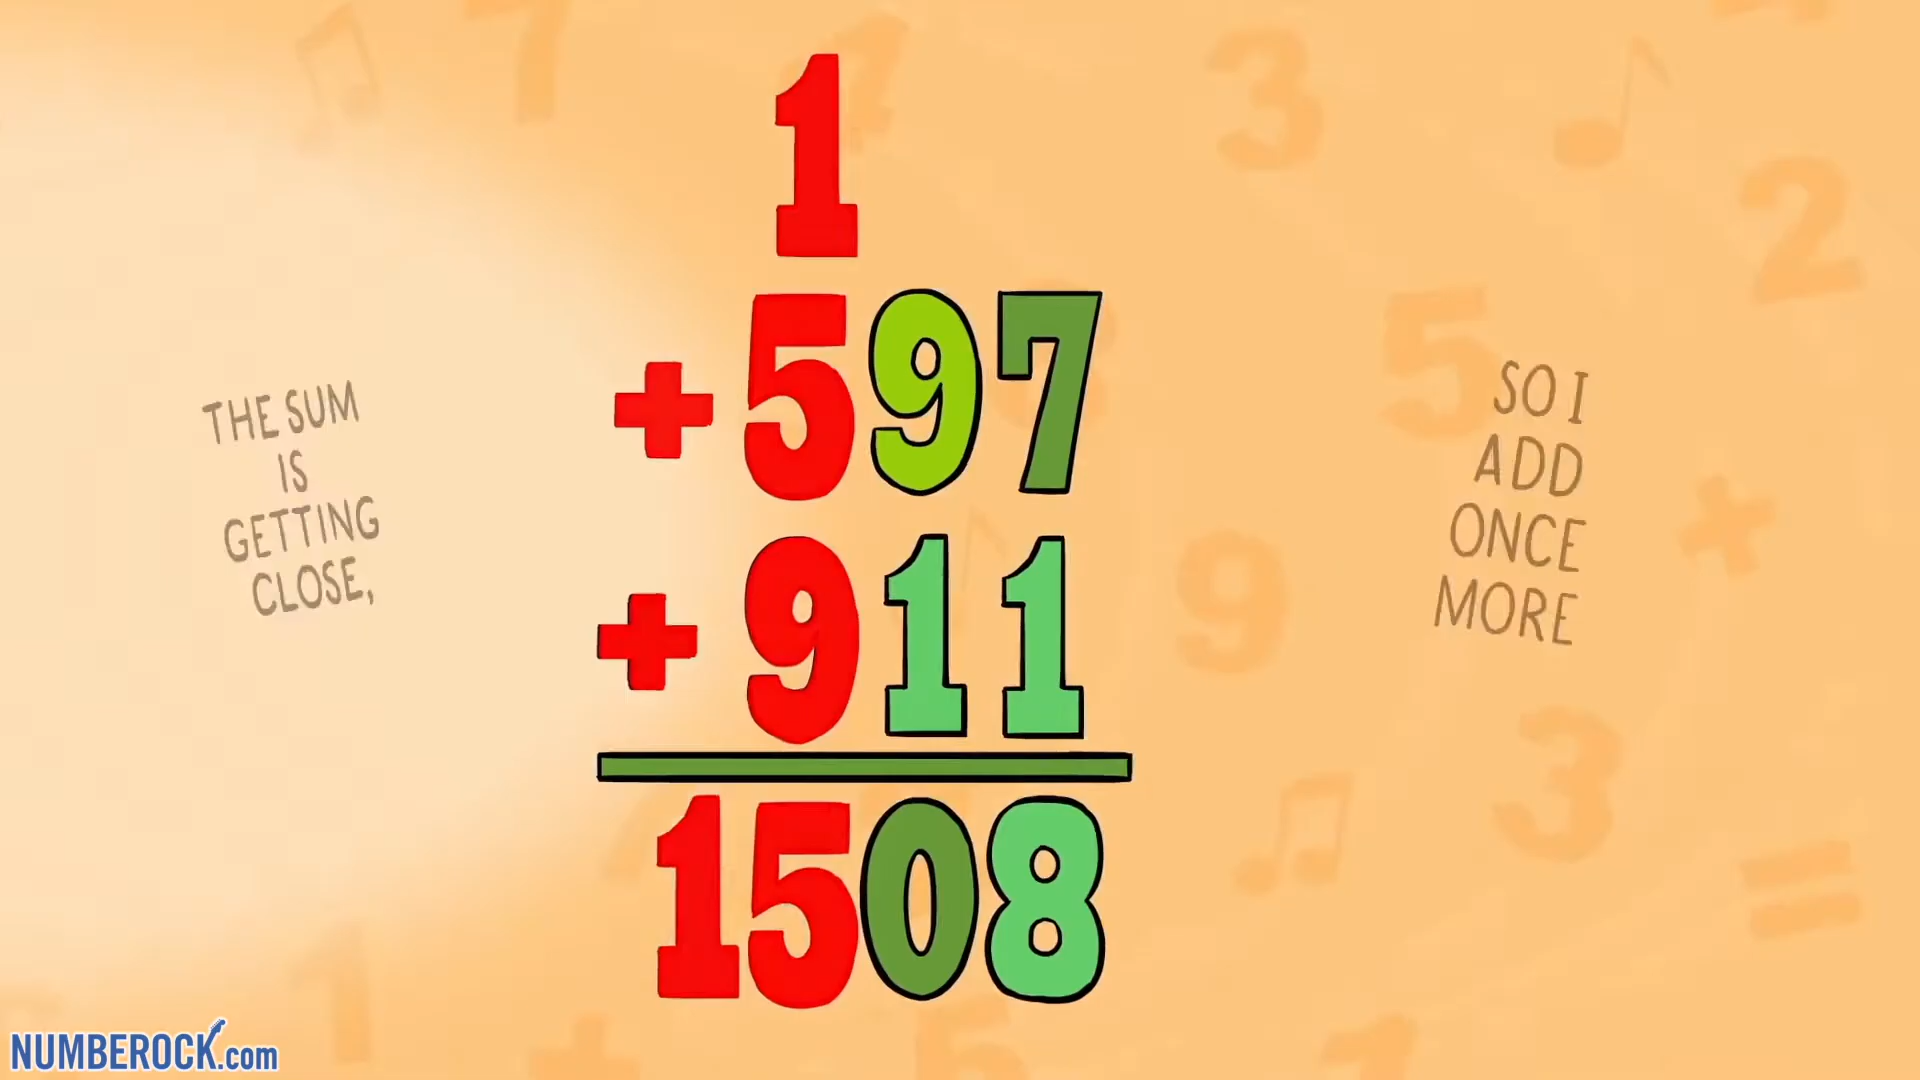 1
+ 597
+ 911
1508
THE SUM
IS
GETTING
CLOSE,
SO I
ADD
ONCE
MORE
NUMBEROCK.com